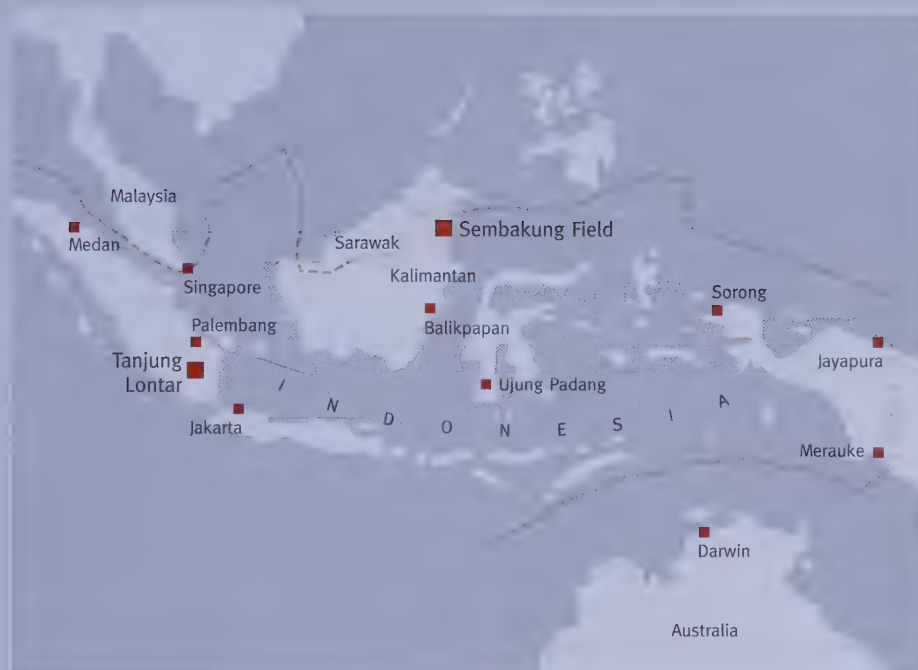 Malaysia
Medan
Singapore
Sarawak
Sembakung Field
Kalimantan
Balikpapan
Palembang
Tanjung
Lontar
Jakarta
Ujung Padang
Sorong
Jayapura
INDONESIA
Merauke
Darwin
Australia